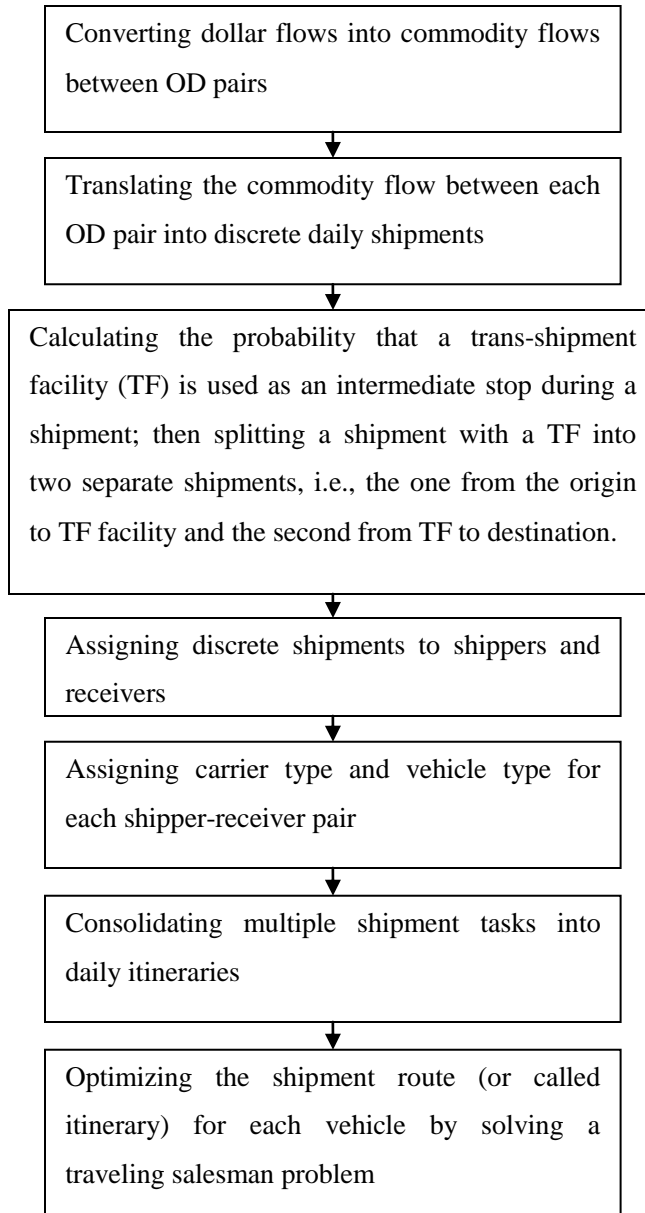 Converting dollar flows into commodity flows
between OD pairs
Translating the commodity flow between each
OD pair into discrete daily shipments
Calculating the probability that a trans-shipment
facility (TF) is used as an intermediate stop during a
shipment; then splitting a shipment with a TF into
two separate shipments, i.e., the one from the origin
to TF facility and the second from TF to destination.
Assigning discrete shipments to shippers and
receivers
Assigning carrier type and vehicle type for
each shipper-receiver pair
Consolidating multiple shipment tasks into
daily itineraries
Optimizing the shipment route (or called
itinerary) for each vehicle by solving a
traveling salesman problem